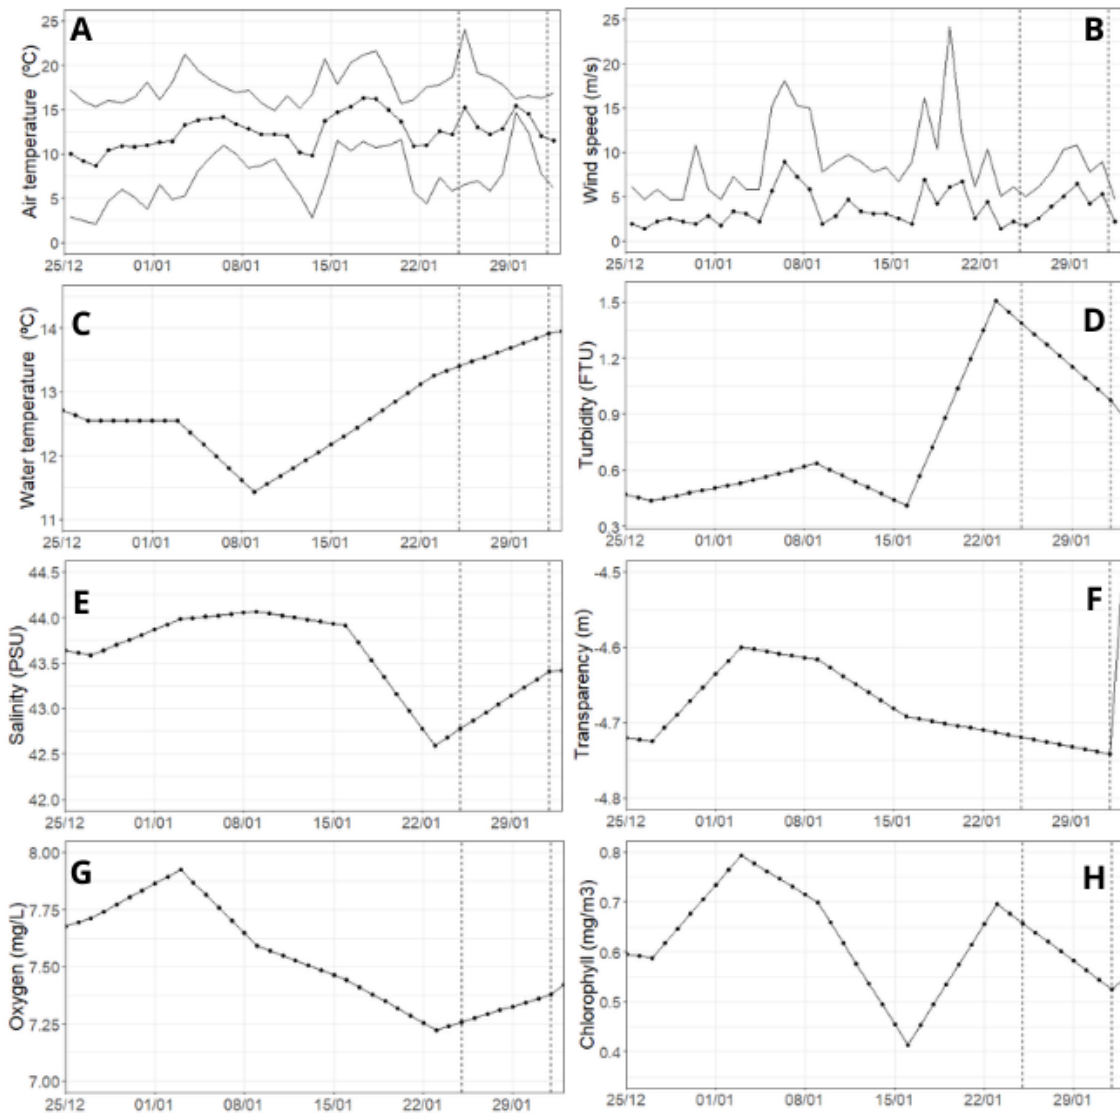 A
Air temperature (ºC)
25
20
15
10
5
0
25/12 01/01 08/01 15/01 22/01 29/01
B
Wind speed (m/s)
25
20
15
10
5
0
25/12 01/01 08/01 15/01 22/01 29/01
C
Water temperature (ºC)
14
13
12
11
25/12 01/01 08/01 15/01 22/01 29/01
D
Turbidity (FTU)
1.5
1.2
0.9
0.6
0.3
25/12 01/01 08/01 15/01 22/01 29/01
E
Salinity (PSU)
44.5
44.0
43.5
43.0
42.5
42.0
25/12 01/01 08/01 15/01 22/01 29/01
F
Transparency (m)
-4.5
-4.6
-4.7
-4.8
25/12 01/01 08/01 15/01 22/01 29/01
G
Oxygen (mg/L)
8.00
7.75
7.50
7.25
7.00
25/12 01/01 08/01 15/01 22/01 29/01
H
Chlorophyll (mg/m3)
0.8
0.7
0.6
0.5
0.4
25/12 01/01 08/01 15/01 22/01 29/01